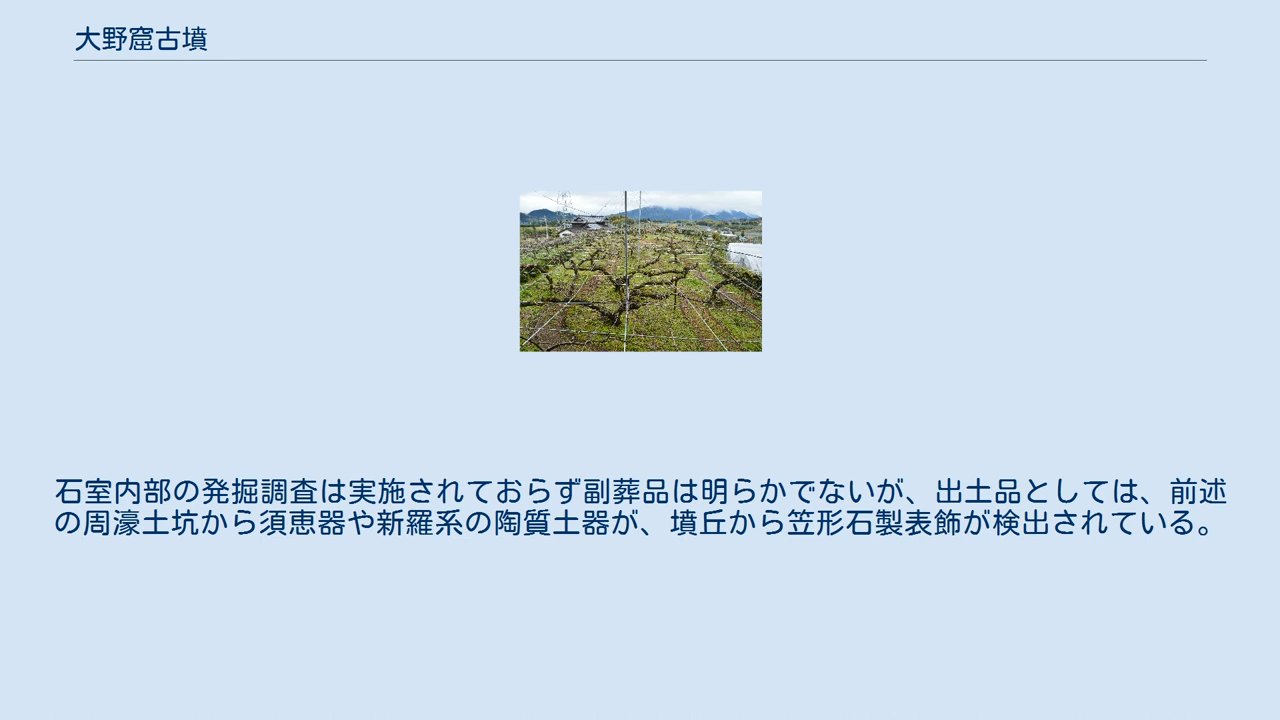 大野窟古墳
石室内部の発掘調査は実施されておらず副葬品は明らかでないが、出土品としては、前述
の周濠土坑から須恵器や新羅系の陶質土器が、墳丘から笠形石製表飾が検出されている。